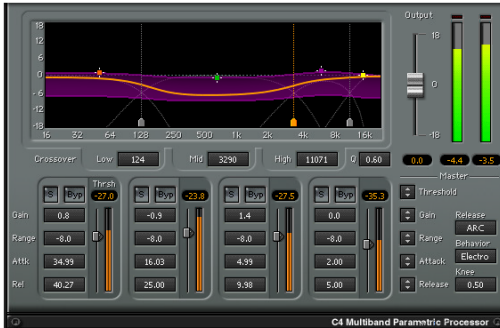 Output
18
12
6
0
-6
-12
-18
16 32 64 128 250 500 1k 2k 4k 8k 16k
18
0
-18
Crossover Low 124 Mid 3290 High 11071 Q 0.60
0.0 -4.4 -3.5
Master
Thrsh
S Byp -27.0 S Byp -23.8 S Byp -27.5 S Byp -35.3
Threshold
Gain 0.8 -0.9 1.4 0.0 Gain Release
ARC
Range -8.0 -8.0 -8.0 -8.0 Range Behavior
Electro
Attk 34.99 16.03 4.99 2.00 Attack Knee
Rel 40.27 25.00 9.98 5.00 Release 0.50
C4 Multiband Parametric Processor